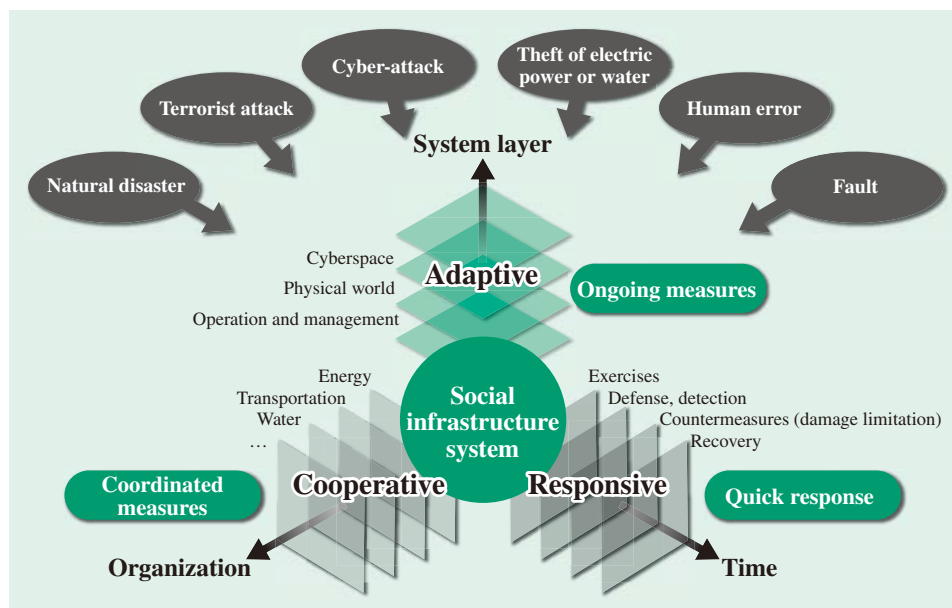 Cyber-attack
Theft of electric
power or water
Terrorist attack
Human error
Natural disaster
Fault
System layer
Cyberspace
Physical world
Operation and management
Adaptive
Ongoing measures
Energy
Transportation
Water
…
Social
infrastructure
system
Exercises
Defense, detection
Countermeasures (damage limitation)
Recovery
Coordinated
measures
Cooperative
Responsive
Quick response
Organization
Time